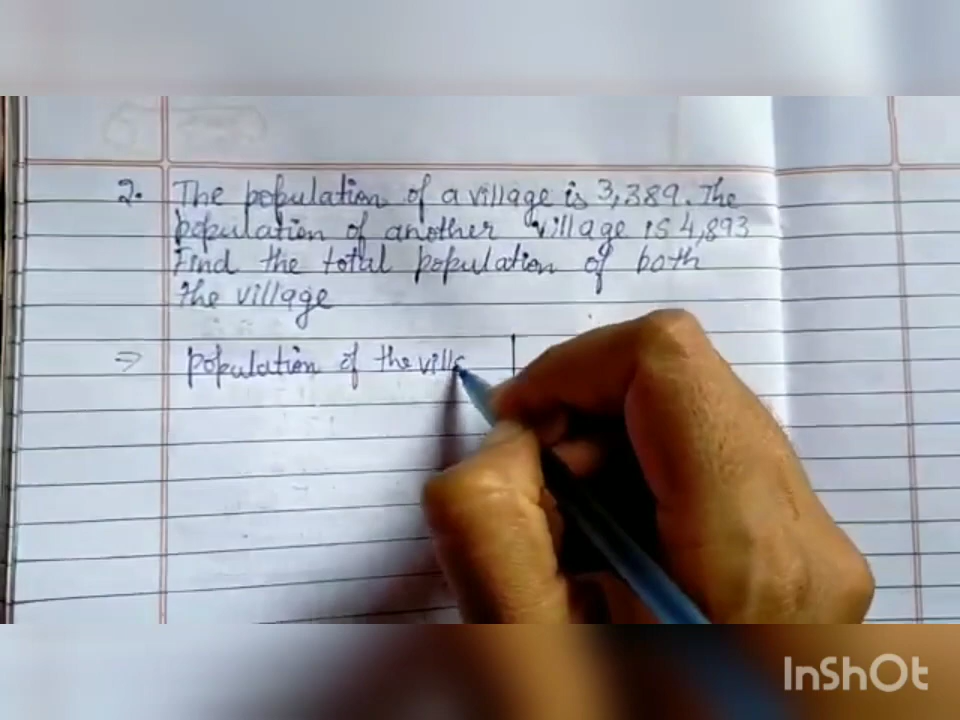 2. The population of a village is 3,389. The
population of another village is 4,893
Find the total population of both
the village
⇒ population of the villa
InShOt